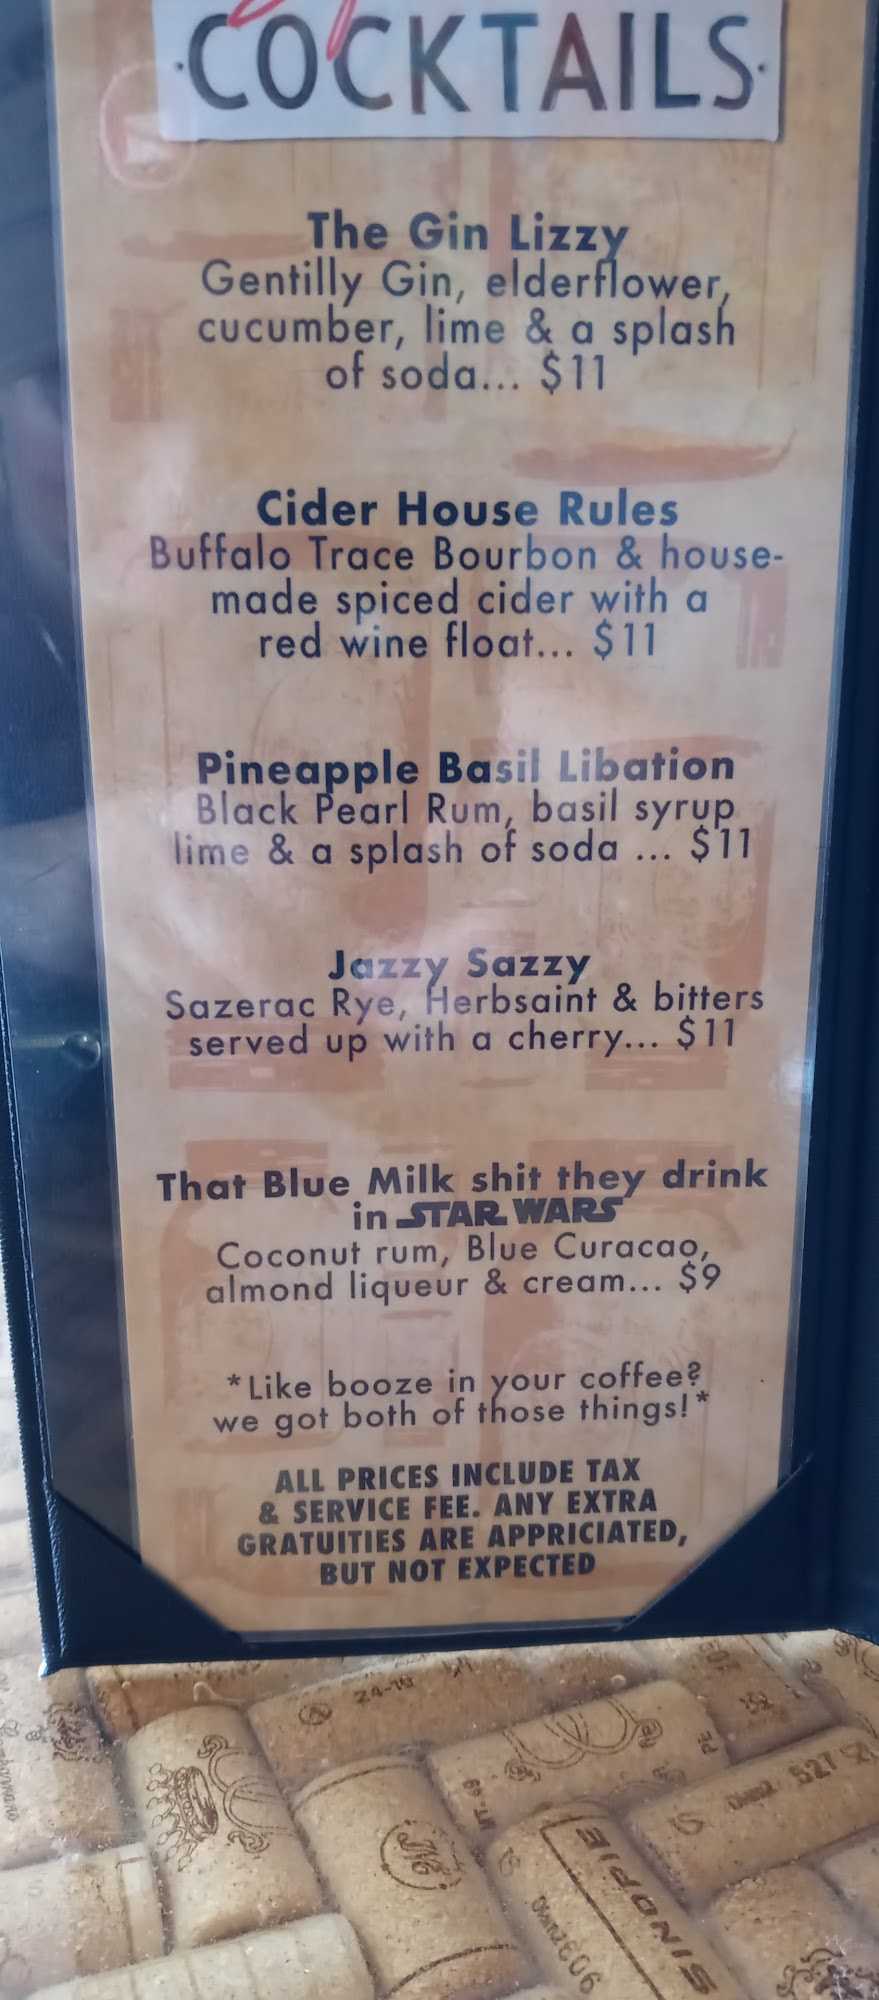 ·COCKTAILS·
The Gin Lizzy
Gentilly Gin, elderflower,
cucumber, lime & a splash
of soda... $11
Cider House Rules
Buffalo Trace Bourbon & house-
made spiced cider with a
red wine float... $11
Pineapple Basil Libation
Black Pearl Rum, basil syrup
lime & a splash of soda ... $11
Jazzy Sazzy
Sazerac Rye, Herbsaint & bitters
served up with a cherry... $11
That Blue Milk shit they drink
in STAR WARS
Coconut rum, Blue Curacao,
almond liqueur & cream... $9
*Like booze in your coffee?
we got both of those things!*
ALL PRICES INCLUDE TAX
& SERVICE FEE. ANY EXTRA
GRATUITIES ARE APPRICIATED,
BUT NOT EXPECTED
24-10
527
SINOPIE